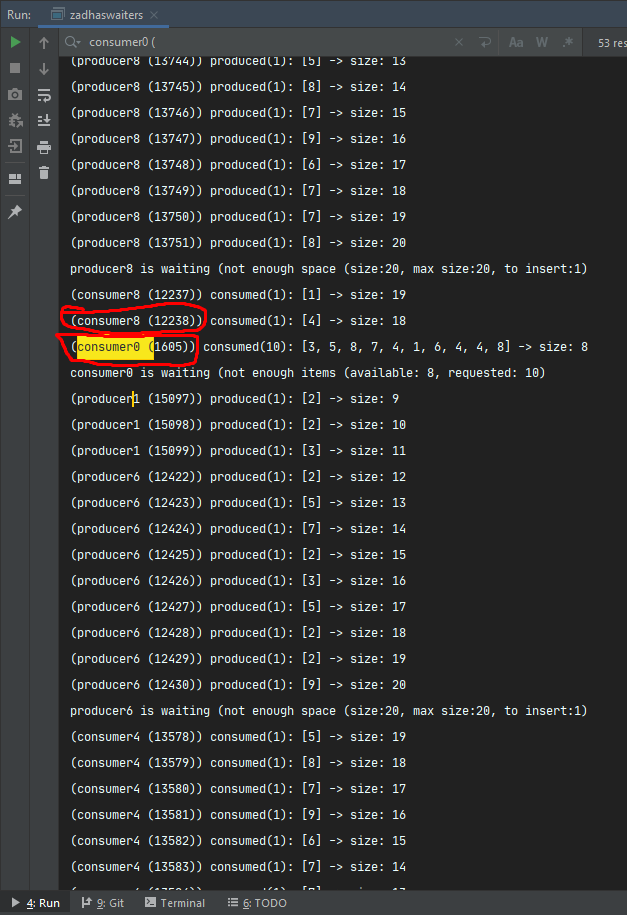 Run: zadhaswaiters
consumer0 (
Aa W .* 53 res
(producer8 (13744)) produced(1): [5] -> size: 13
(producer8 (13745)) produced(1): [8] -> size: 14
(producer8 (13746)) produced(1): [7] -> size: 15
(producer8 (13747)) produced(1): [9] -> size: 16
(producer8 (13748)) produced(1): [6] -> size: 17
(producer8 (13749)) produced(1): [7] -> size: 18
(producer8 (13750)) produced(1): [7] -> size: 19
(producer8 (13751)) produced(1): [8] -> size: 20
producer8 is waiting (not enough space (size:20, max size:20, to insert:1)
(consumer8 (12237)) consumed(1): [1] -> size: 19
(consumer8 (12238)) consumed(1): [4] -> size: 18
(consumer0 (1605)) consumed(10): [3, 5, 8, 7, 4, 1, 6, 4, 4, 8] -> size: 8
consumer0 is waiting (not enough items (available: 8, requested: 10)
(producer1 (15097)) produced(1): [2] -> size: 9
(producer1 (15098)) produced(1): [2] -> size: 10
(producer1 (15099)) produced(1): [3] -> size: 11
(producer6 (12422)) produced(1): [2] -> size: 12
(producer6 (12423)) produced(1): [5] -> size: 13
(producer6 (12424)) produced(1): [7] -> size: 14
(producer6 (12425)) produced(1): [2] -> size: 15
(producer6 (12426)) produced(1): [3] -> size: 16
(producer6 (12427)) produced(1): [5] -> size: 17
(producer6 (12428)) produced(1): [2] -> size: 18
(producer6 (12429)) produced(1): [2] -> size: 19
(producer6 (12430)) produced(1): [9] -> size: 20
producer6 is waiting (not enough space (size:20, max size:20, to insert:1)
(consumer4 (13578)) consumed(1): [5] -> size: 19
(consumer4 (13579)) consumed(1): [8] -> size: 18
(consumer4 (13580)) consumed(1): [7] -> size: 17
(consumer4 (13581)) consumed(1): [9] -> size: 16
(consumer4 (13582)) consumed(1): [6] -> size: 15
(consumer4 (13583)) consumed(1): [7] -> size: 14
4: Run 9: Git Terminal 6: TODO